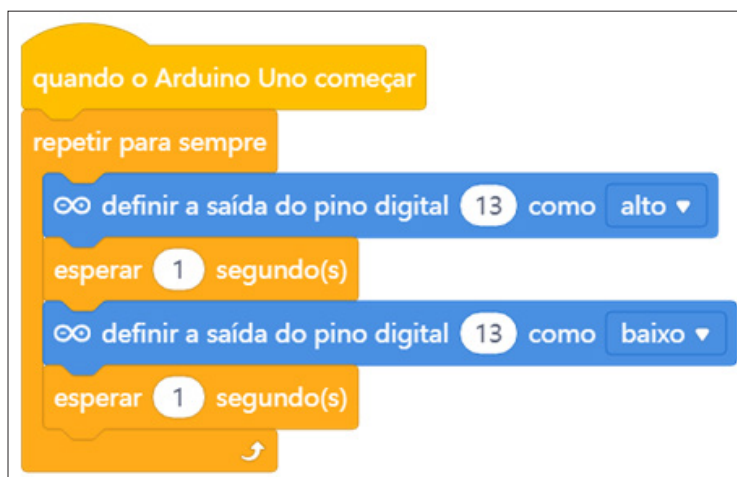 quando o Arduino Uno começar
repetir para sempre
definir a saída do pino digital 13 como alto
esperar 1 segundo(s)
definir a saída do pino digital 13 como baixo
esperar 1 segundo(s)